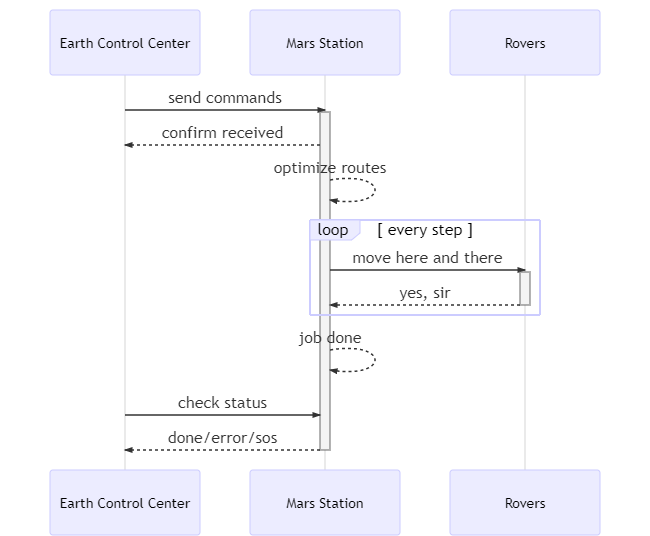 Earth Control Center
Mars Station
Rovers
send commands
confirm received
optimize routes
loop
[ every step ]
move here and there
yes, sir
job done
check status
done/error/sos
Earth Control Center
Mars Station
Rovers